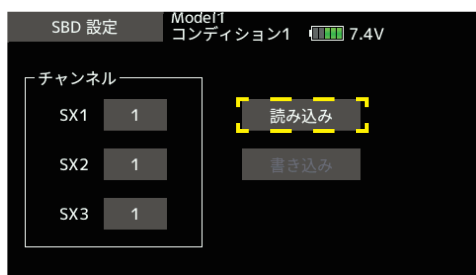 SBD 設定
Model1
コンディション1 7.4V
チャンネル
SX1 1
読み込み
SX2 1
書き込み
SX3 1